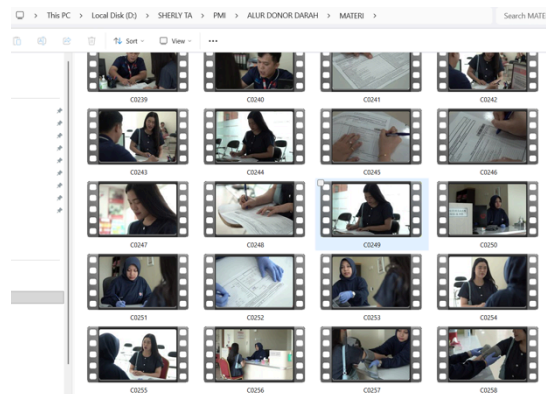 This PC > Local Disk (D:) > SHERLY TA > PMI > ALUR DONOR DARAH > MATERI >
Search MATE
Sort
View
C0239 C0240 C0241 C0242
C0243 C0244 C0245 C0246
C0247 C0248 C0249 C0250
C0251 C0252 C0253 C0254
C0255 C0256 C0257 C0258